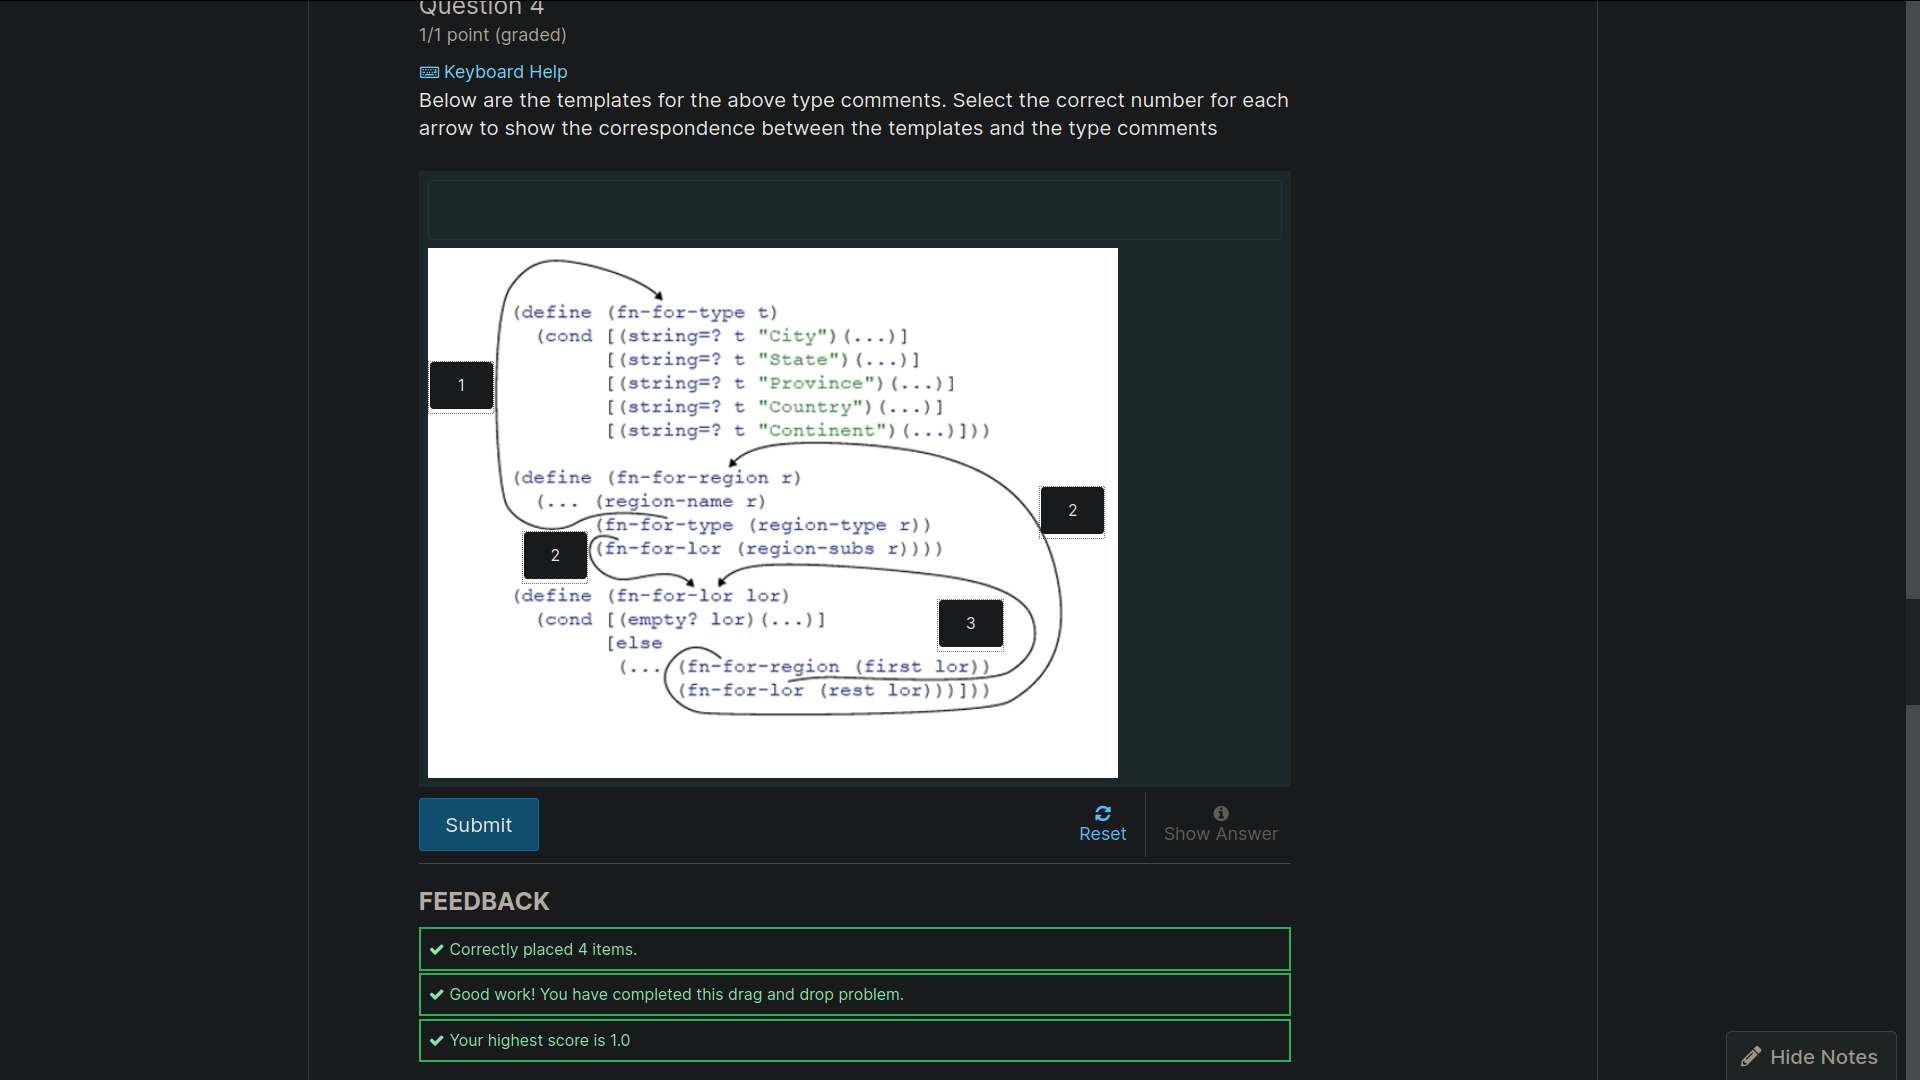 Question 4
1/1 point (graded)
Keyboard Help
Below are the templates for the above type comments. Select the correct number for each
arrow to show the correspondence between the templates and the type comments
(define (fn-for-type t)
(cond [(string=? t "City")(...)]
[(string=? t "State")(...)]
[(string=? t "Province")(...)]
[(string=? t "Country")(...)]
[(string=? t "Continent")(...)]))
1
(define (fn-for-region r)
(... (region-name r)
(fn-for-type (region-type r))
(fn-for-lor (region-subs r))))
2
2
(define (fn-for-lor lor)
(cond [(empty? lor)(...)]
[else
(... (fn-for-region (first lor))
(fn-for-lor (rest lor)))]))
3
Submit
Reset
Show Answer
FEEDBACK
Correctly placed 4 items.
Good work! You have completed this drag and drop problem.
Your highest score is 1.0
Hide Notes